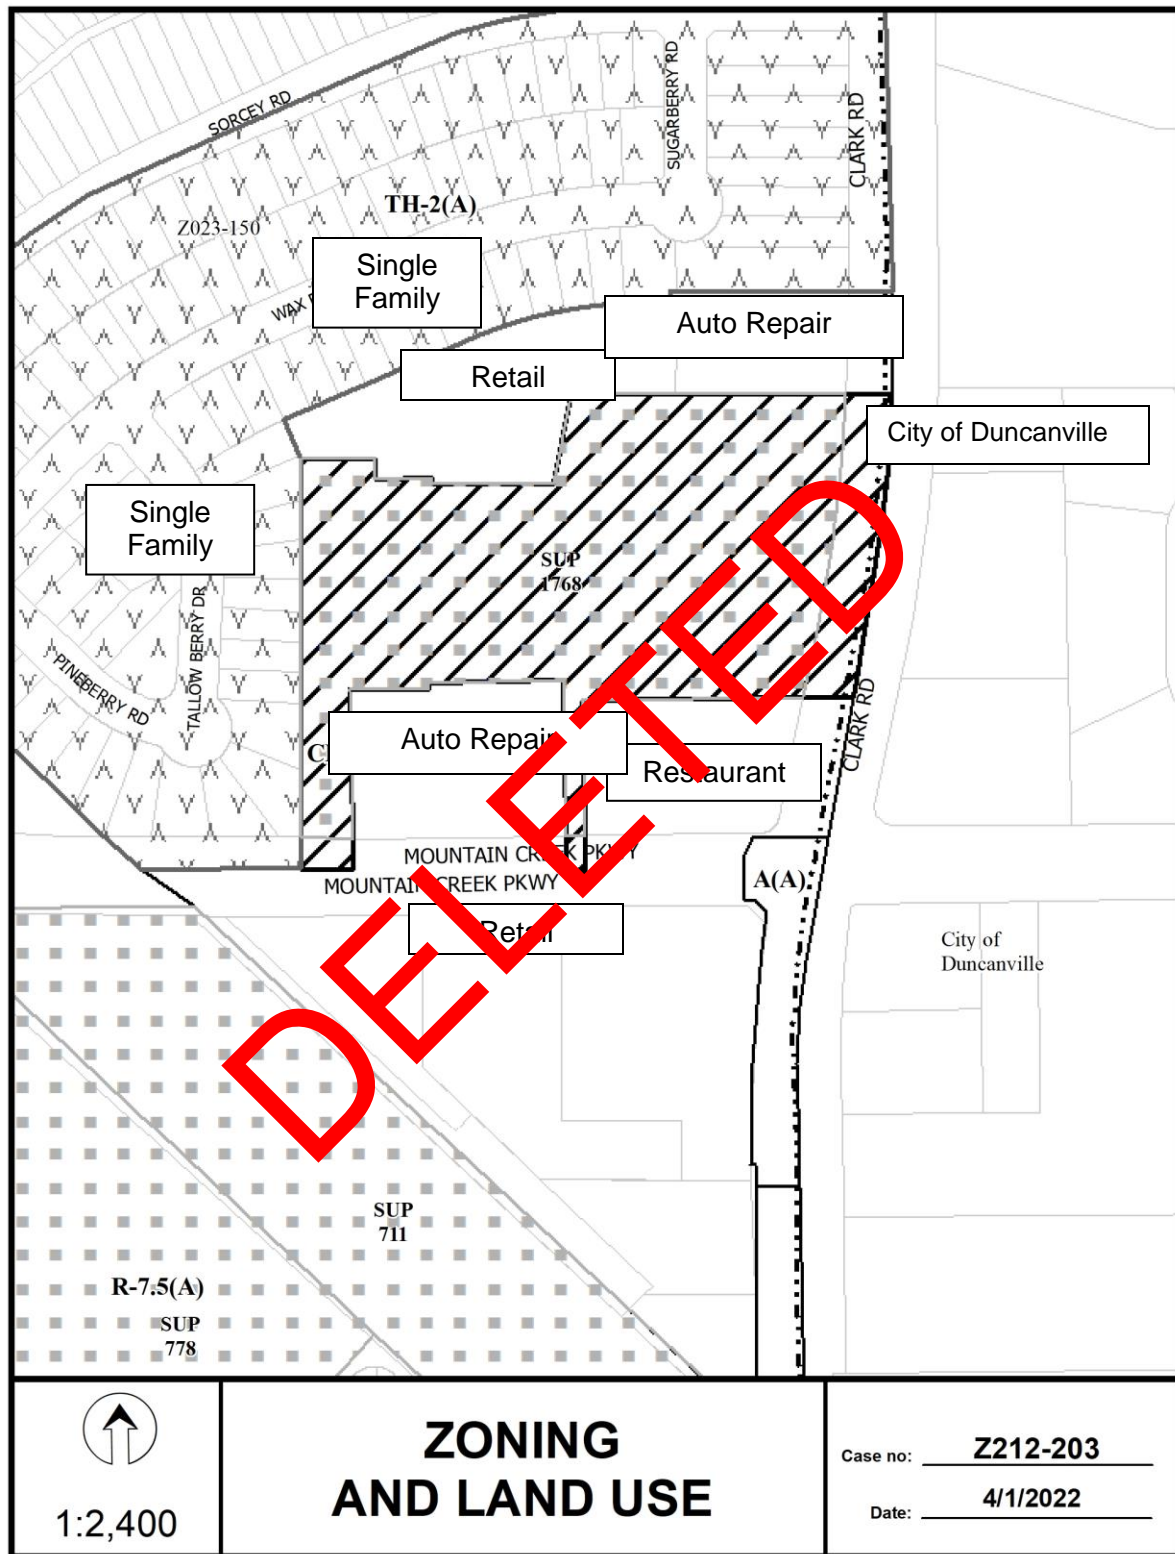 SORCEY RD
SUGARBERRY RD
CLARK RD
TH-2(A)
Z023-150
Single
Family
WAX
Auto Repair
Retail
City of Duncanville
Single
Family
SUP
1768
TALLOW BERRY DR
PINEBERRY RD
CLARK RD
Auto Repair
Restaurant
MOUNTAIN CREEK PKWY
MOUNTAIN CREEK PKWY
A(A)
Retail
City of
Duncanville
DELETED
SUP
711
R-7.5(A)
SUP
778
1:2,400
ZONING
AND LAND USE
Case no: Z212-203
Date: 4/1/2022